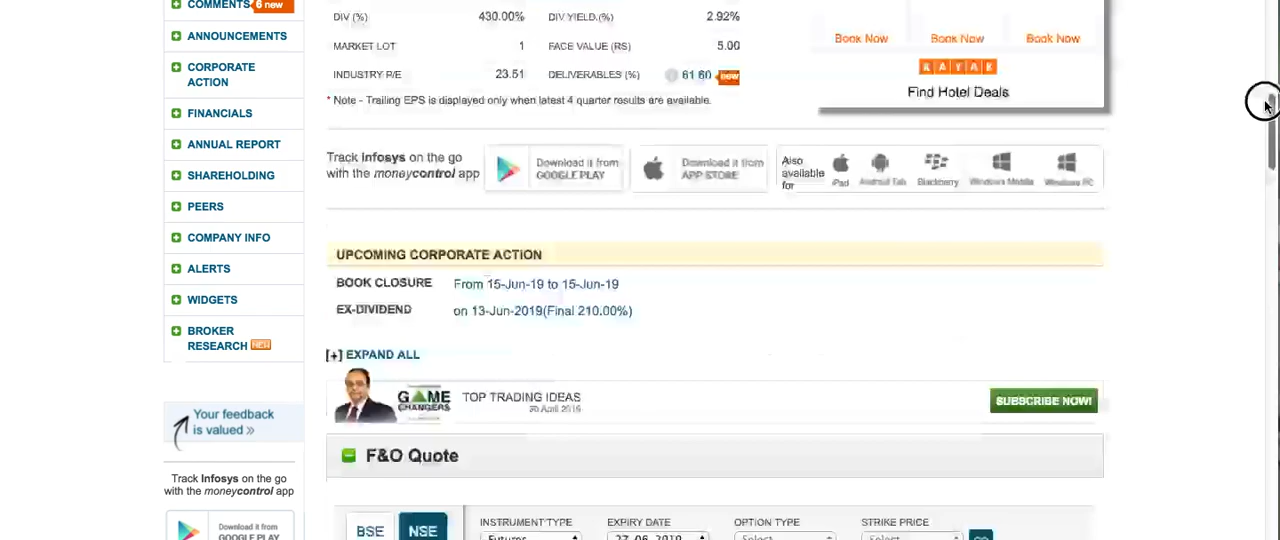 COMMENTS 6 new
ANNOUNCEMENTS
CORPORATE
ACTION
FINANCIALS
ANNUAL REPORT
SHAREHOLDING
PEERS
COMPANY INFO
ALERTS
WIDGETS
BROKER
RESEARCH NEW
Your feedback
is valued »
Track Infosys on the go
with the moneycontrol app
Download it from
GOOGLE PLAY
DIV (%) 430.00% DIV YIELD.(%) 2.92%
MARKET LOT 1 FACE VALUE (RS) 5.00
INDUSTRY P/E 23.51 DELIVERABLES (%) 61.60 new
* Note - Trailing EPS is displayed only when latest 4 quarter results are available.
Book Now Book Now Book Now
KAYAK
Find Hotel Deals
Track Infosys on the go
with the moneycontrol app
Download it from
GOOGLE PLAY
Download it from
APP STORE
Also
available
for
iPad Android Tab Blackberry Windows Mobile Windows PC
UPCOMING CORPORATE ACTION
BOOK CLOSURE From 15-Jun-19 to 15-Jun-19
EX-DIVIDEND on 13-Jun-2019(Final 210.00%)
[+] EXPAND ALL
GAME
CHANGERS
TOP TRADING IDEAS
SUBSCRIBE NOW!
F&O Quote
BSE NSE
INSTRUMENT TYPE EXPIRY DATE OPTION TYPE STRIKE PRICE
Futures 27-06-2019 Select Select